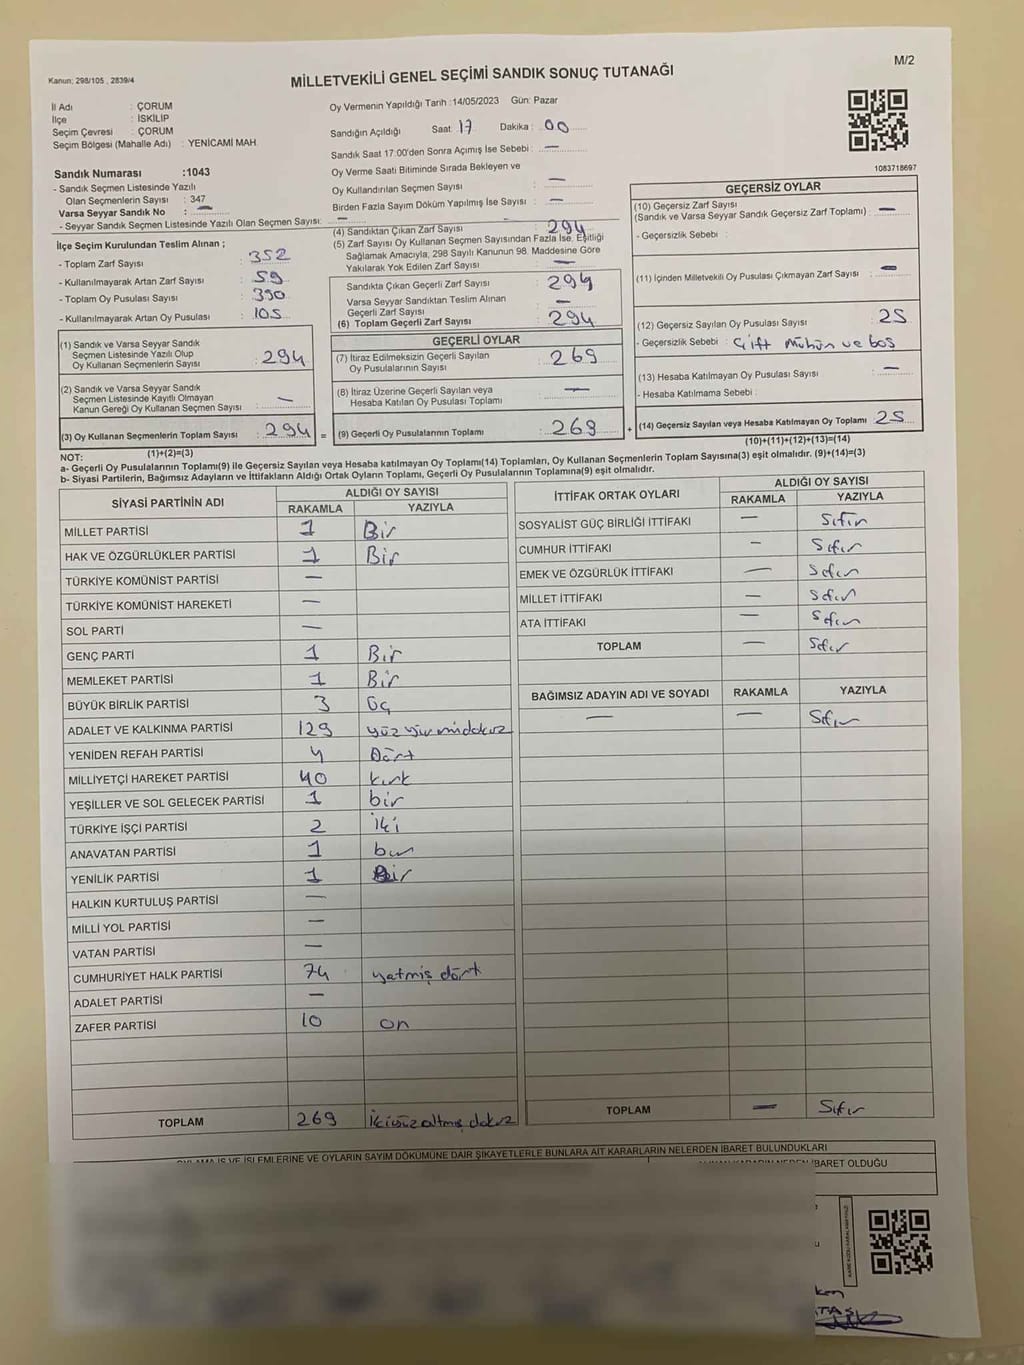 M/2
Kanun: 298/105 , 2839/4
MİLLETVEKİLİ GENEL SEÇİMİ SANDIK SONUÇ TUTANAĞI
İl Adı : ÇORUM
İlçe : İSKİLİP
Seçim Çevresi : ÇORUM
Seçim Bölgesi (Mahalle Adı) : YENİCAMİ MAH.
Oy Vermenin Yapıldığı Tarih :14/05/2023 Gün: Pazar
Sandığın Açıldığı Saat: 17 Dakika : 00
Sandık Saat 17:00'den Sonra Açımış İse Sebebi : —
Oy Verme Saati Bitiminde Sırada Bekleyen ve
Oy Kullandırılan Seçmen Sayısı : —
Birden Fazla Sayım Döküm Yapılmış İse Sayısı : —
1083718697
Sandık Numarası :1043
- Sandık Seçmen Listesinde Yazılı
Olan Seçmenlerin Sayısı : 347
Varsa Seyyar Sandık No : —
- Seyyar Sandık Seçmen Listesinde Yazılı Olan Seçmen Sayısı: —
İlçe Seçim Kurulundan Teslim Alınan ;
- Toplam Zarf Sayısı : 352
- Kullanılmayarak Artan Zarf Sayısı : 59
- Toplam Oy Pusulası Sayısı : 390
- Kullanılmayarak Artan Oy Pusulası : 105
(1) Sandık ve Varsa Seyyar Sandık
Seçmen Listesinde Yazılı Olup
Oy Kullanan Seçmenlerin Sayısı : 294
(2) Sandık ve Varsa Seyyar Sandık
Seçmen Listesinde Kayıtlı Olmayan
Kanun Gereği Oy Kullanan Seçmen Sayısı : —
(3) Oy Kullanan Seçmenlerin Toplam Sayısı : 294 =
(1)+(2)=(3)
(4) Sandıktan Çıkan Zarf Sayısı : 294
(5) Zarf Sayısı Oy Kullanan Seçmen Sayısından Fazla İse, Eşitliği
Sağlamak Amacıyla, 298 Sayılı Kanunun 98. Maddesine Göre
Yakılarak Yok Edilen Zarf Sayısı : —
Sandıkta Çıkan Geçerli Zarf Sayısı : 294
Varsa Seyyar Sandıktan Teslim Alınan
Geçerli Zarf Sayısı : —
(6) Toplam Geçerli Zarf Sayısı : 294
GEÇERLİ OYLAR
(7) İtiraz Edilmeksizin Geçerli Sayılan
Oy Pusulalarının Sayısı : 269
(8) İtiraz Üzerine Geçerli Sayılan veya
Hesaba Katılan Oy Pusulası Toplamı : —
(9) Geçerli Oy Pusulalarının Toplamı : 269 +
GEÇERSİZ OYLAR
(10) Geçersiz Zarf Sayısı
(Sandık ve Varsa Seyyar Sandık Geçersiz Zarf Toplamı) : —
- Geçersizlik Sebebi :
(11) İçinden Milletvekili Oy Pusulası Çıkmayan Zarf Sayısı : —
(12) Geçersiz Sayılan Oy Pusulası Sayısı : 25
- Geçersizlik Sebebi : Çift Mühür ve boş
(13) Hesaba Katılmayan Oy Pusulası Sayısı : —
- Hesaba Katılmama Sebebi :
(14) Geçersiz Sayılan veya Hesaba Katılmayan Oy Toplamı 25
(10)+(11)+(12)+(13)=(14)
NOT:
a- Geçerli Oy Pusulalarının Toplamı(9) ile Geçersiz Sayılan veya Hesaba katılmayan Oy Toplamı(14) Toplamları, Oy Kullanan Seçmenlerin Toplam Sayısına(3) eşit olmalıdır. (9)+(14)=(3)
b- Siyasi Partilerin, Bağımsız Adayların ve İttifakların Aldığı Ortak Oyların Toplamı, Geçerli Oy Pusulalarının Toplamına(9) eşit olmalıdır.
SİYASİ PARTİNİN ADI ALDIĞI OY SAYISI
RAKAMLA YAZIYLA
MİLLET PARTİSİ 1 Bir
HAK VE ÖZGÜRLÜKLER PARTİSİ 1 Bir
TÜRKİYE KOMÜNİST PARTİSİ —
TÜRKİYE KOMÜNİST HAREKETİ —
SOL PARTİ —
GENÇ PARTİ 1 Bir
MEMLEKET PARTİSİ 1 Bir
BÜYÜK BİRLİK PARTİSİ 3 Üç
ADALET VE KALKINMA PARTİSİ 129 yüz yirmidokuz
YENİDEN REFAH PARTİSİ 4 Dört
MİLLİYETÇİ HAREKET PARTİSİ 40 kırk
YEŞİLLER VE SOL GELECEK PARTİSİ 1 bir
TÜRKİYE İŞÇİ PARTİSİ 2 İki
ANAVATAN PARTİSİ 1 bir
YENİLİK PARTİSİ 1 Bir
HALKIN KURTULUŞ PARTİSİ —
MİLLİ YOL PARTİSİ —
VATAN PARTİSİ —
CUMHURİYET HALK PARTİSİ 74 yatmiş dört
ADALET PARTİSİ —
ZAFER PARTİSİ 10 on
TOPLAM 269 İkiyüzaltmış dokuz
İTTİFAK ORTAK OYLARI ALDIĞI OY SAYISI
RAKAMLA YAZIYLA
SOSYALİST GÜÇ BİRLİĞİ İTTİFAKI — Sıfır
CUMHUR İTTİFAKI — Sıfır
EMEK VE ÖZGÜRLÜK İTTİFAKI — Sıfır
MİLLET İTTİFAKI — Sıfır
ATA İTTİFAKI — Sıfır
TOPLAM — Sıfır
BAĞIMSIZ ADAYIN ADI VE SOYADI RAKAMLA YAZIYLA
— — Sıfır
TOPLAM — Sıfır
İŞLEMLERİNE VE OYLARIN SAYIM DÖKÜMÜNE DAİR ŞİKAYETLERLE BUNLARA AİT KARARLARIN NELERDEN İBARET BULUNDUKLARI
İBARET OLDUĞU